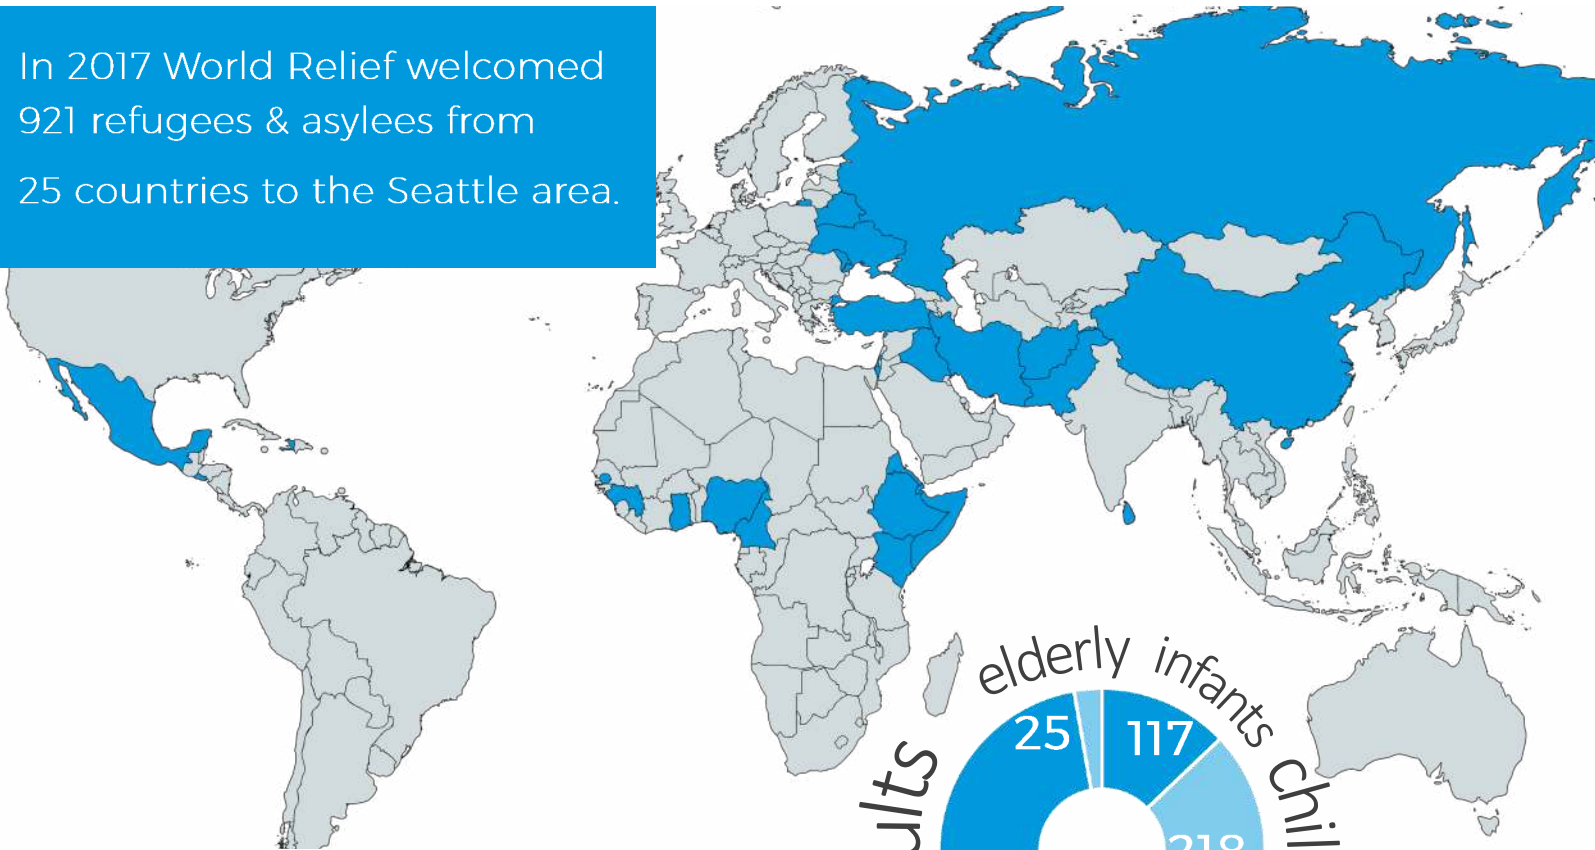 In 2017 World Relief welcomed
921 refugees & asylees from
25 countries to the Seattle area.
elderly infants
25 117
218